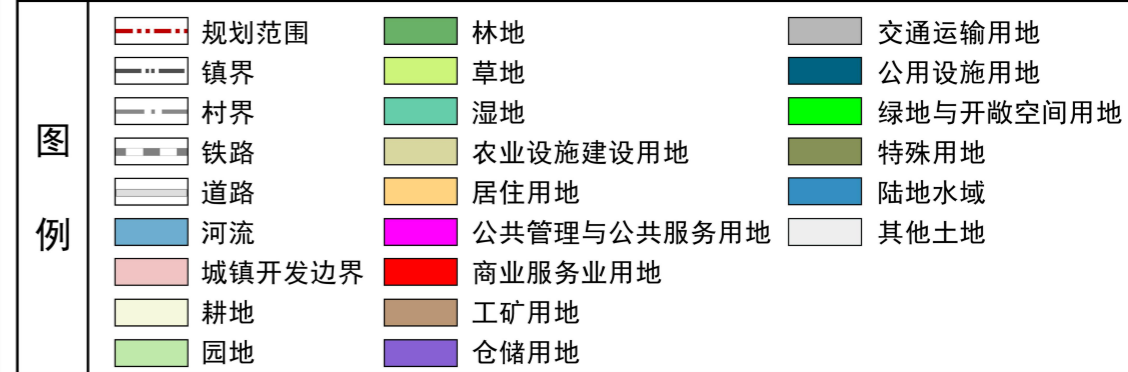 图例
规划范围
镇界
村界
铁路
道路
河流
城镇开发边界
耕地
园地
林地
草地
湿地
农业设施建设用地
居住用地
公共管理与公共服务用地
商业服务业用地
工矿用地
仓储用地
交通运输用地
公用设施用地
绿地与开敞空间用地
特殊用地
陆地水域
其他土地